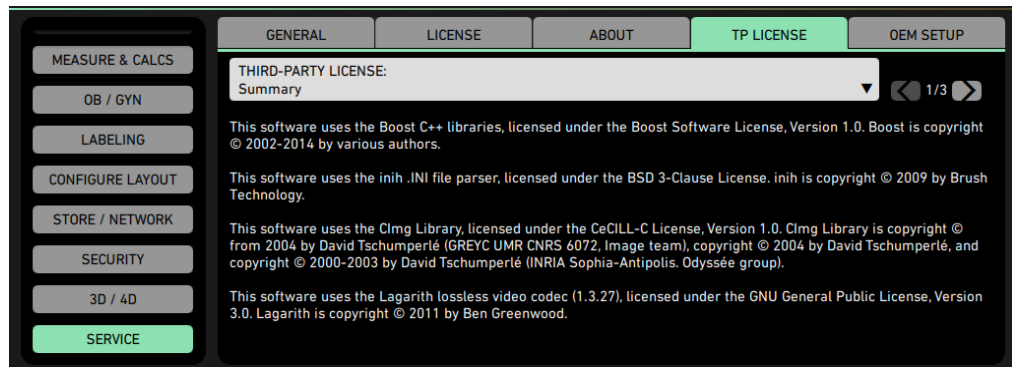 GENERAL
LICENSE
ABOUT
TP LICENSE
OEM SETUP
MEASURE & CALCS
OB / GYN
LABELING
CONFIGURE LAYOUT
STORE / NETWORK
SECURITY
3D / 4D
SERVICE
THIRD-PARTY LICENSE:
Summary
1/3
This software uses the Boost C++ libraries, licensed under the Boost Software License, Version 1.0. Boost is copyright
© 2002-2014 by various authors.
This software uses the inih .INI file parser, licensed under the BSD 3-Clause License. inih is copyright © 2009 by Brush
Technology.
This software uses the CImg Library, licensed under the CeCILL-C License, Version 1.0. CImg Library is copyright ©
from 2004 by David Tschumperlé (GREYC UMR CNRS 6072, Image team), copyright © 2004 by David Tschumperlé, and
copyright © 2000-2003 by David Tschumperlé (INRIA Sophia-Antipolis. Odyssée group).
This software uses the Lagarith lossless video codec (1.3.27), licensed under the GNU General Public License, Version
3.0. Lagarith is copyright © 2011 by Ben Greenwood.